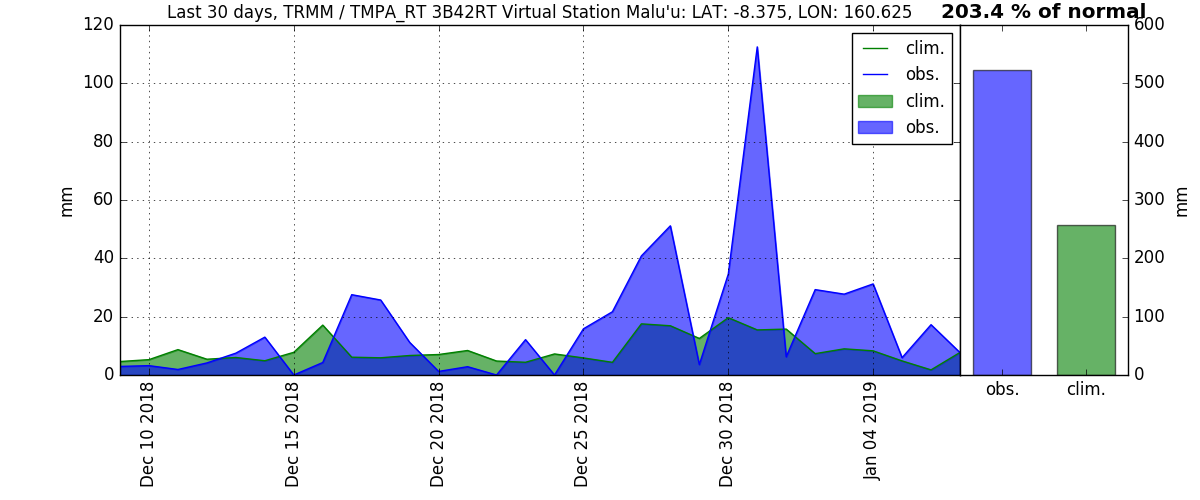 Last 30 days, TRMM / TMPA_RT 3B42RT Virtual Station Malu'u: LAT: -8.375, LON: 160.625
203.4 % of normal
120
100
80
60
40
20
0
mm
clim.
obs.
clim.
obs.
Dec 10 2018
Dec 15 2018
Dec 20 2018
Dec 25 2018
Dec 30 2018
Jan 04 2019
600
500
400
300
200
100
0
mm
obs.
clim.